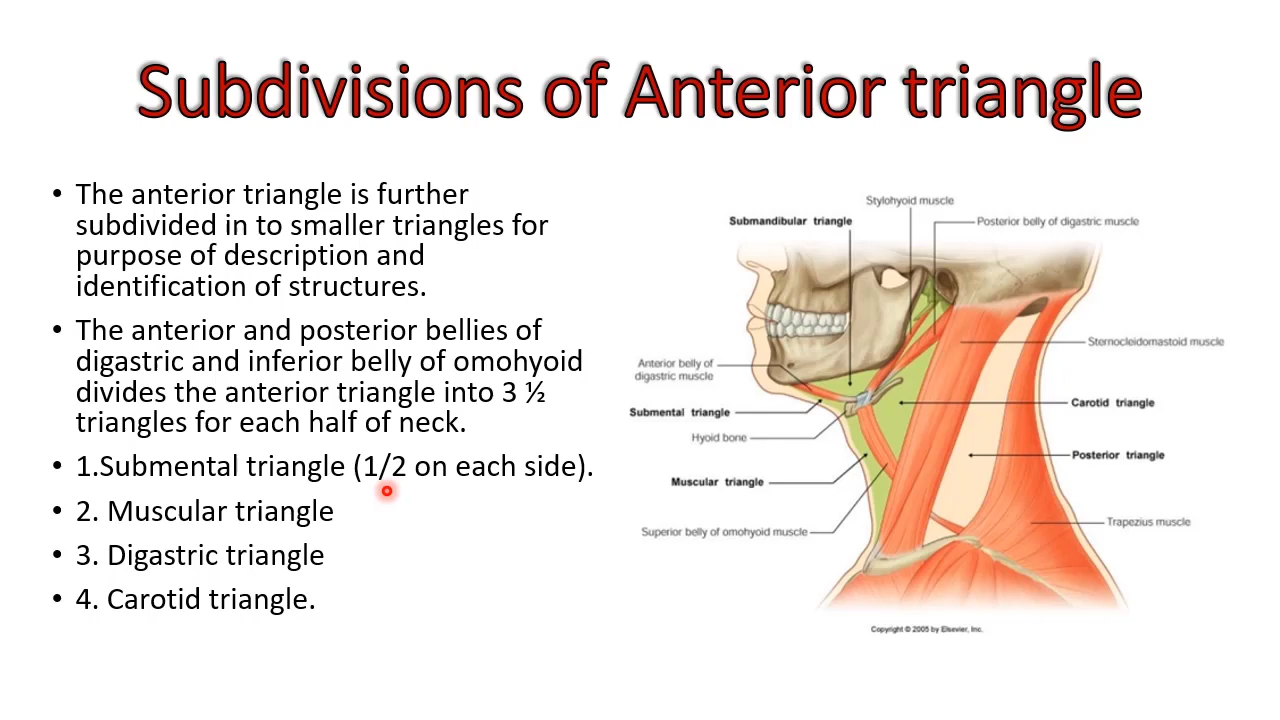 Subdivisions of Anterior triangle
• The anterior triangle is further
subdivided in to smaller triangles for
purpose of description and
identification of structures.
• The anterior and posterior bellies of
digastric and inferior belly of omohyoid
divides the anterior triangle into 3 ½
triangles for each half of neck.
• 1.Submental triangle (1/2 on each side).
• 2. Muscular triangle
• 3. Digastric triangle
• 4. Carotid triangle.
Stylohyoid muscle
Submandibular triangle
Posterior belly of digastric muscle
Sternocleidomastoid muscle
Anterior belly of
digastric muscle
Carotid triangle
Submental triangle
Hyoid bone
Posterior triangle
Muscular triangle
Trapezius muscle
Superior belly of omohyoid muscle
Copyright © 2005 by Elsevier, Inc.